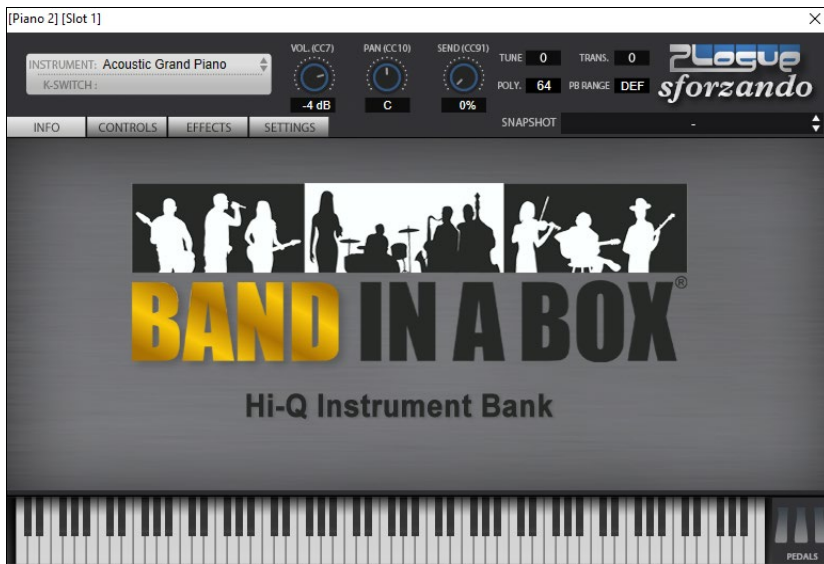 [Piano 2] [Slot 1]
INSTRUMENT: Acoustic Grand Piano
K-SWITCH :
VOL. (CC7)
-4 dB
PAN (CC10)
C
SEND (CC91)
0%
TUNE 0
TRANS. 0
POLY. 64
PB RANGE DEF
Plogue
sforzando
INFO
CONTROLS
EFFECTS
SETTINGS
SNAPSHOT -
BAND IN A BOX®
Hi-Q Instrument Bank
PEDALS